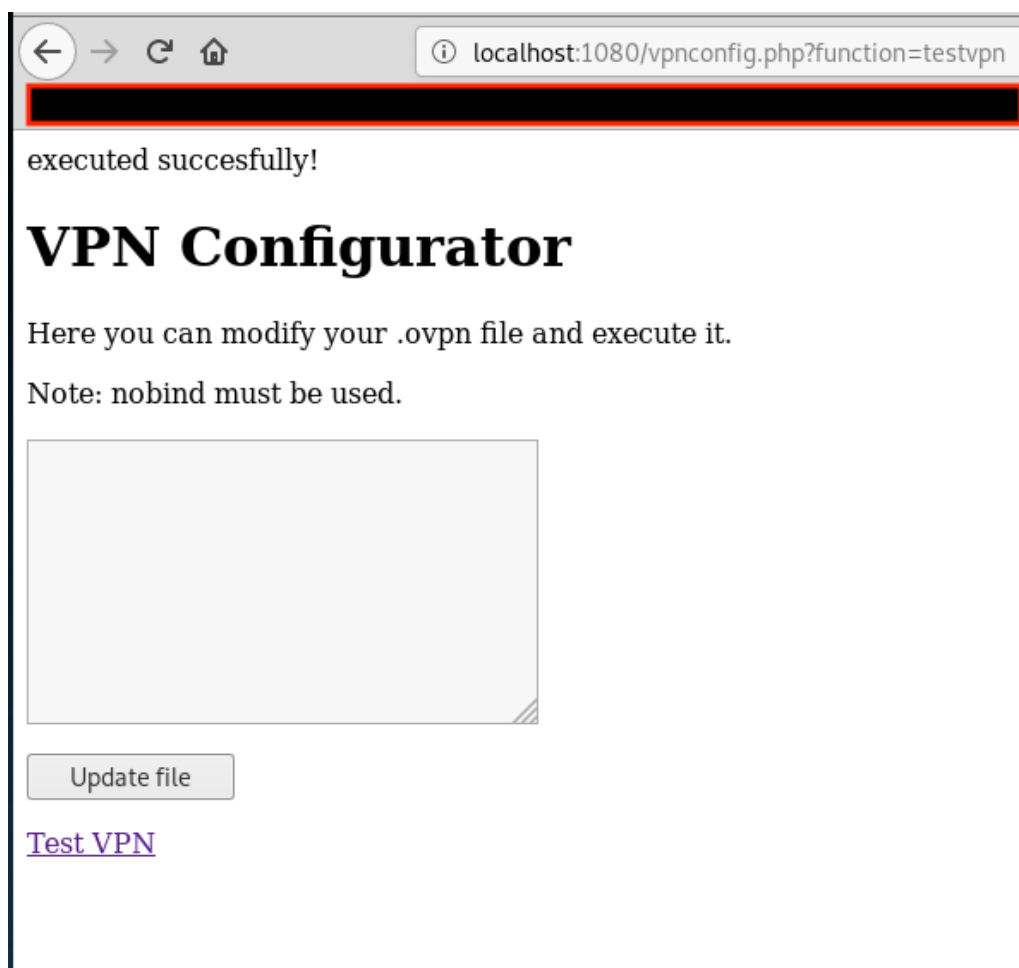 localhost:1080/vpnconfig.php?function=testvpn
executed succesfully!
VPN Configurator
Here you can modify your .ovpn file and execute it.
Note: nobind must be used.
Update file
Test VPN